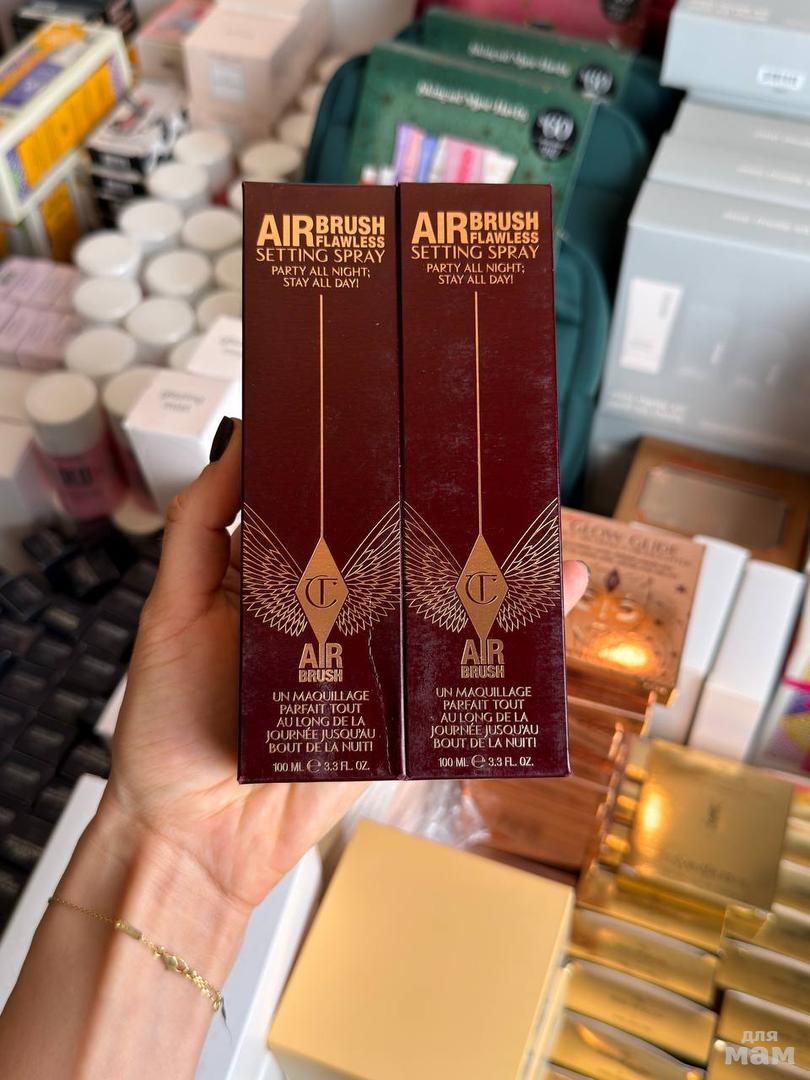 AIRBRUSH
FLAWLESS
SETTING SPRAY
PARTY ALL NIGHT;
STAY ALL DAY!
CT
AIR
BRUSH
UN MAQUILLAGE
PARFAIT TOUT
AU LONG DE LA
JOURNÉE JUSQU'AU
BOUT DE LA NUIT!
100 ML ℮ 3.3 FL. OZ.
AIRBRUSH
FLAWLESS
SETTING SPRAY
PARTY ALL NIGHT;
STAY ALL DAY!
CT
AIR
BRUSH
UN MAQUILLAGE
PARFAIT TOUT
AU LONG DE LA
JOURNÉE JUSQU'AU
BOUT DE LA NUIT!
100 ML ℮ 3.3 FL. OZ.
GLOW GLIDE
для
мам